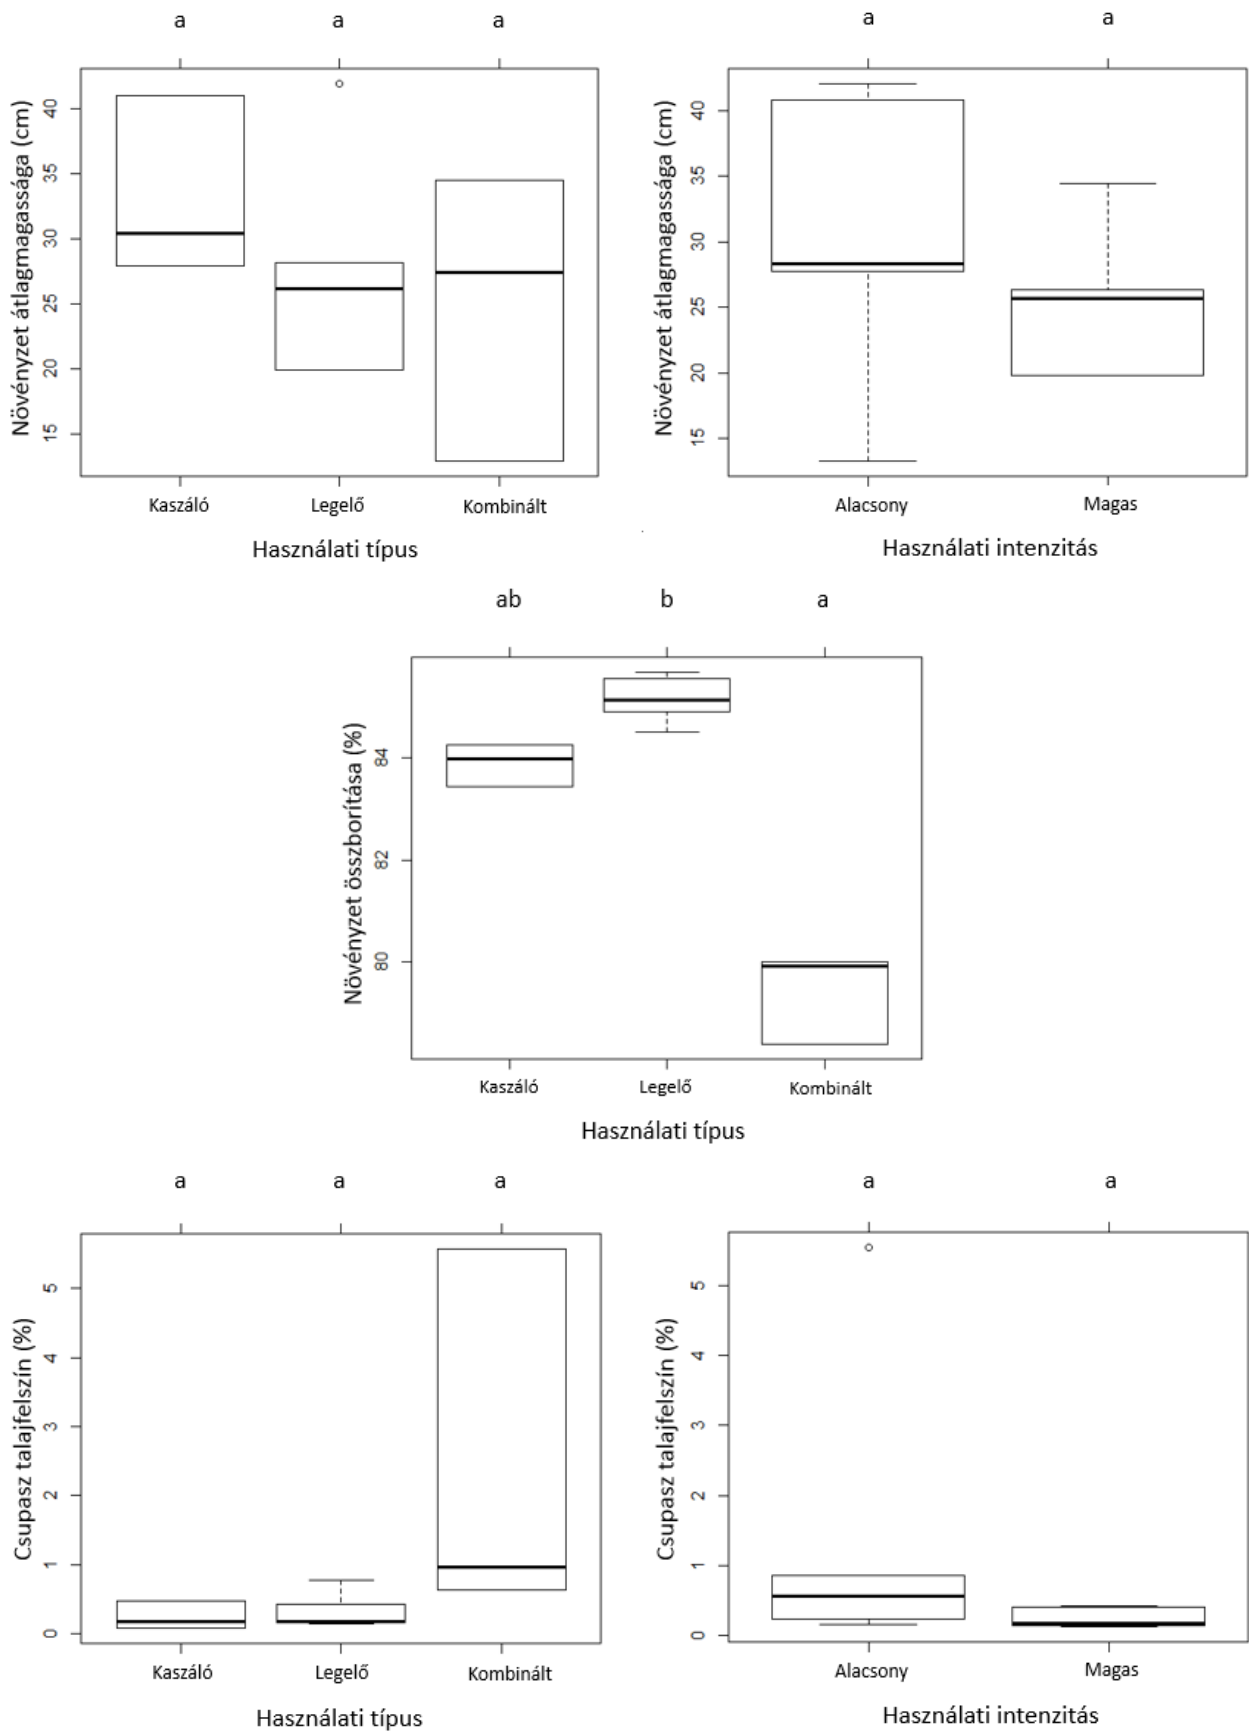 a a a
Növényzet átlagmagassága (cm)
40
35
30
25
20
15
Kaszáló Legelő Kombinált
Használati típus
a a
Növényzet átlagmagassága (cm)
40
35
30
25
20
15
Alacsony Magas
Használati intenzitás
ab b a
Növényzet összborítása (%)
84
82
80
Kaszáló Legelő Kombinált
Használati típus
a a a
Csupasz talajfelszín (%)
5
4
3
2
1
0
Kaszáló Legelő Kombinált
Használati típus
a a
Csupasz talajfelszín (%)
5
4
3
2
1
0
Alacsony Magas
Használati intenzitás